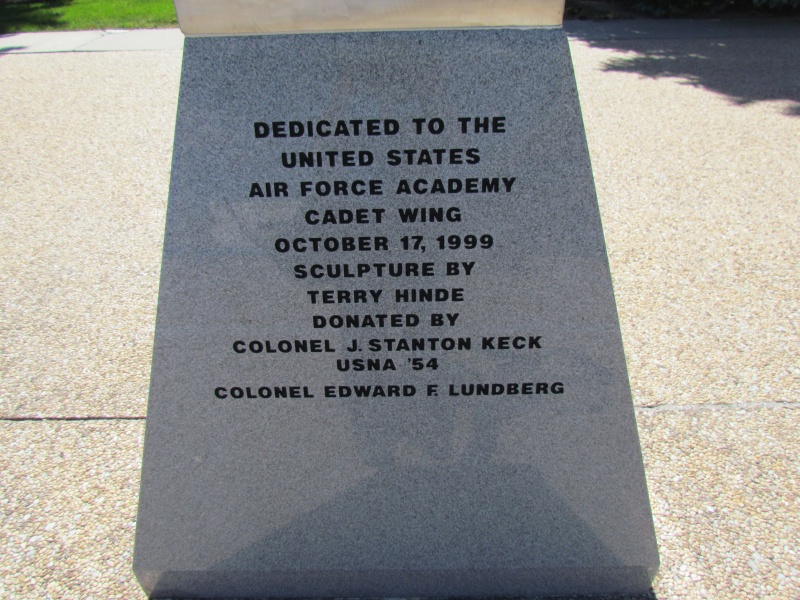 DEDICATED TO THE
UNITED STATES
AIR FORCE ACADEMY
CADET WING
OCTOBER 17, 1999
SCULPTURE BY
TERRY HINDE
DONATED BY
COLONEL J. STANTON KECK
USNA '54
COLONEL EDWARD F. LUNDBERG